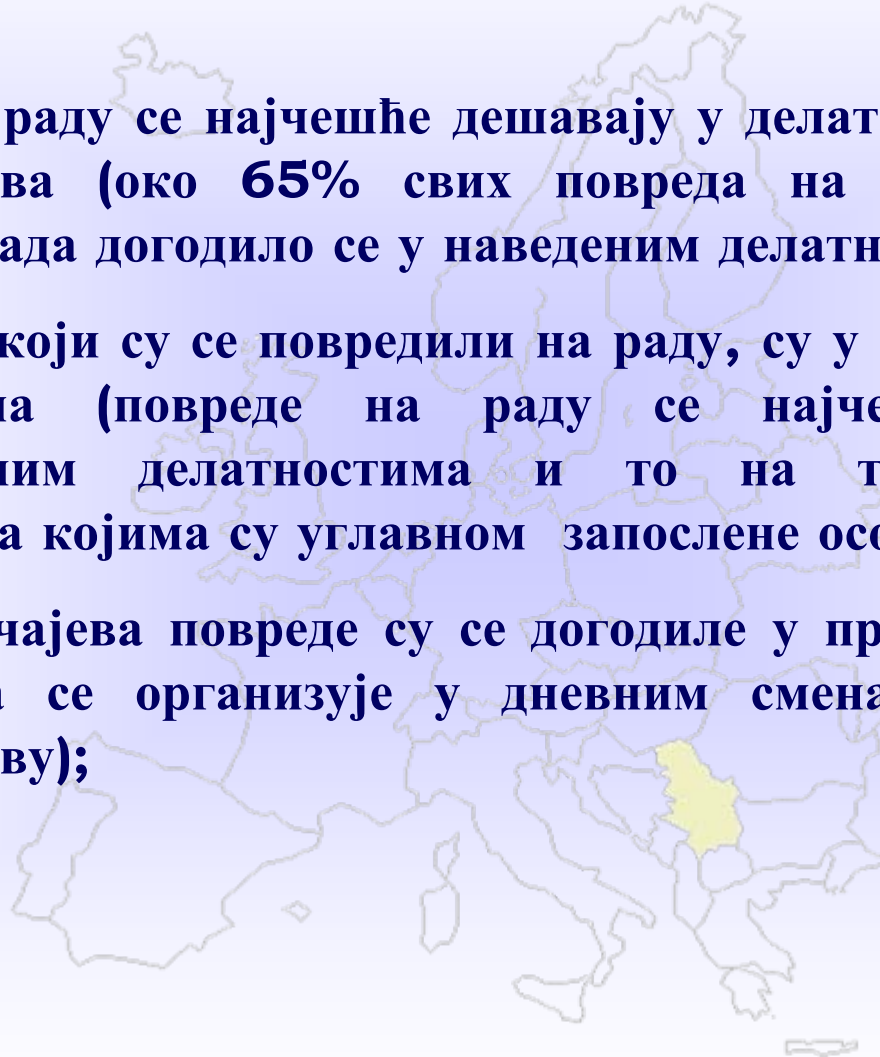 раду се најчешће дешавају у делат
ва (око 65% свих повреда на
ада догодило се у наведеним делатн
који су се повредили на раду, су у
на (повреде на раду се најче
ним делатностима и то на т
а којима су углавном запослене осо
чајева повреде су се догодиле у пр
а се организује у дневним смена
ву);